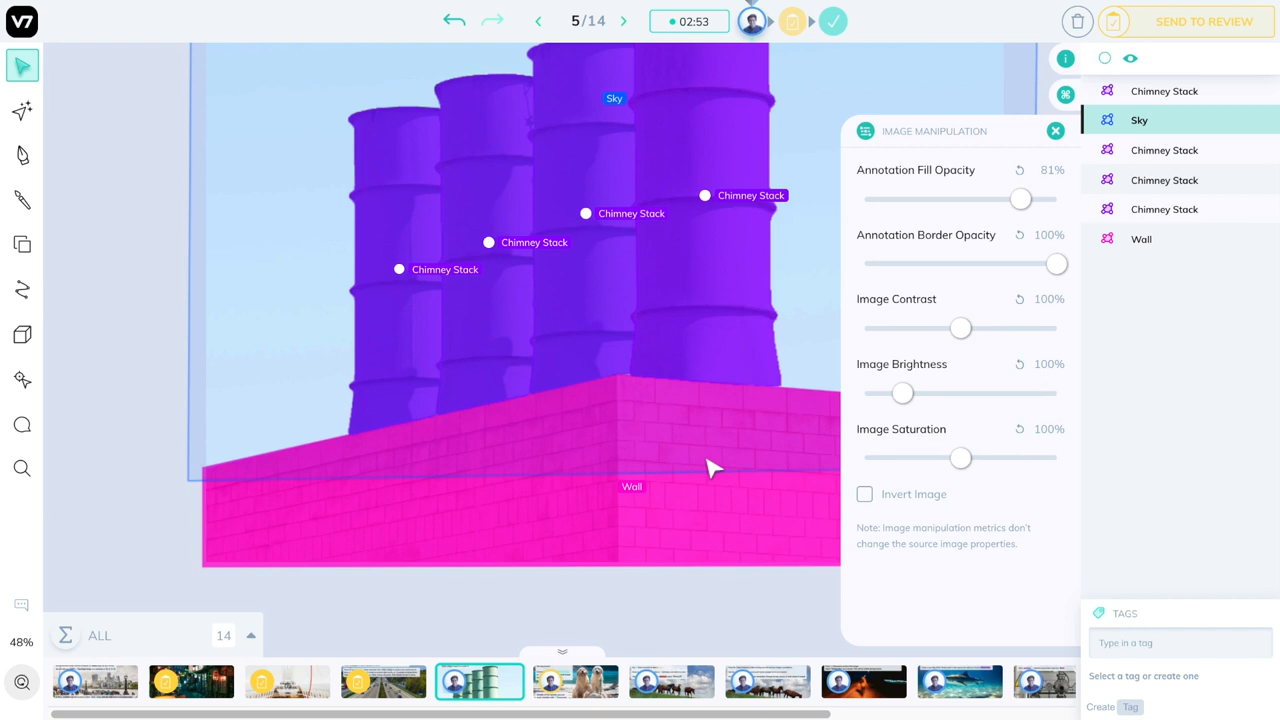 V7
5/14
02:53
SEND TO REVIEW
Sky
Chimney Stack
Chimney Stack
Chimney Stack
Chimney Stack
Wall
IMAGE MANIPULATION
Annotation Fill Opacity 81%
Annotation Border Opacity 100%
Image Contrast 100%
Image Brightness 100%
Image Saturation 100%
Invert Image
Note: Image manipulation metrics don't
change the source image properties.
Chimney Stack
Sky
Chimney Stack
Chimney Stack
Chimney Stack
Wall
TAGS
Type in a tag
Select a tag or create one
Create Tag
48%
ALL 14